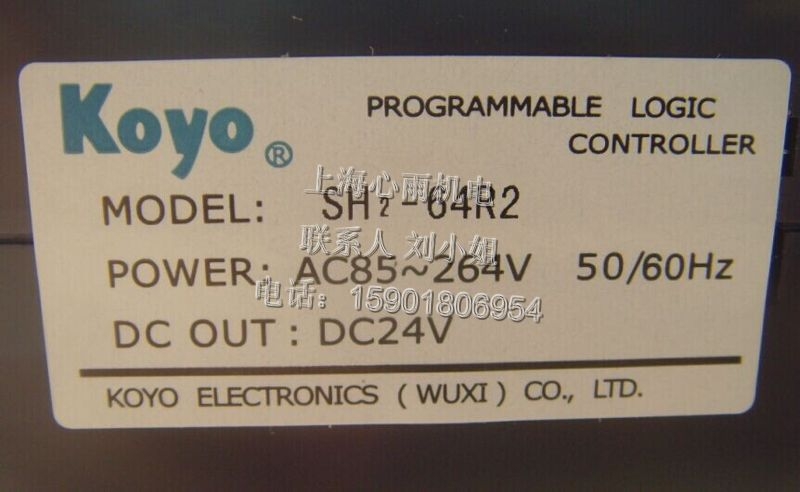 Koyo®
PROGRAMMABLE LOGIC
CONTROLLER
上海心雨机电
MODEL: SH2-64R2
联系人 刘小姐
POWER: AC85~264V 50/60Hz
电话: 15901806954
DC OUT : DC24V
KOYO ELECTRONICS ( WUXI ) CO., LTD.